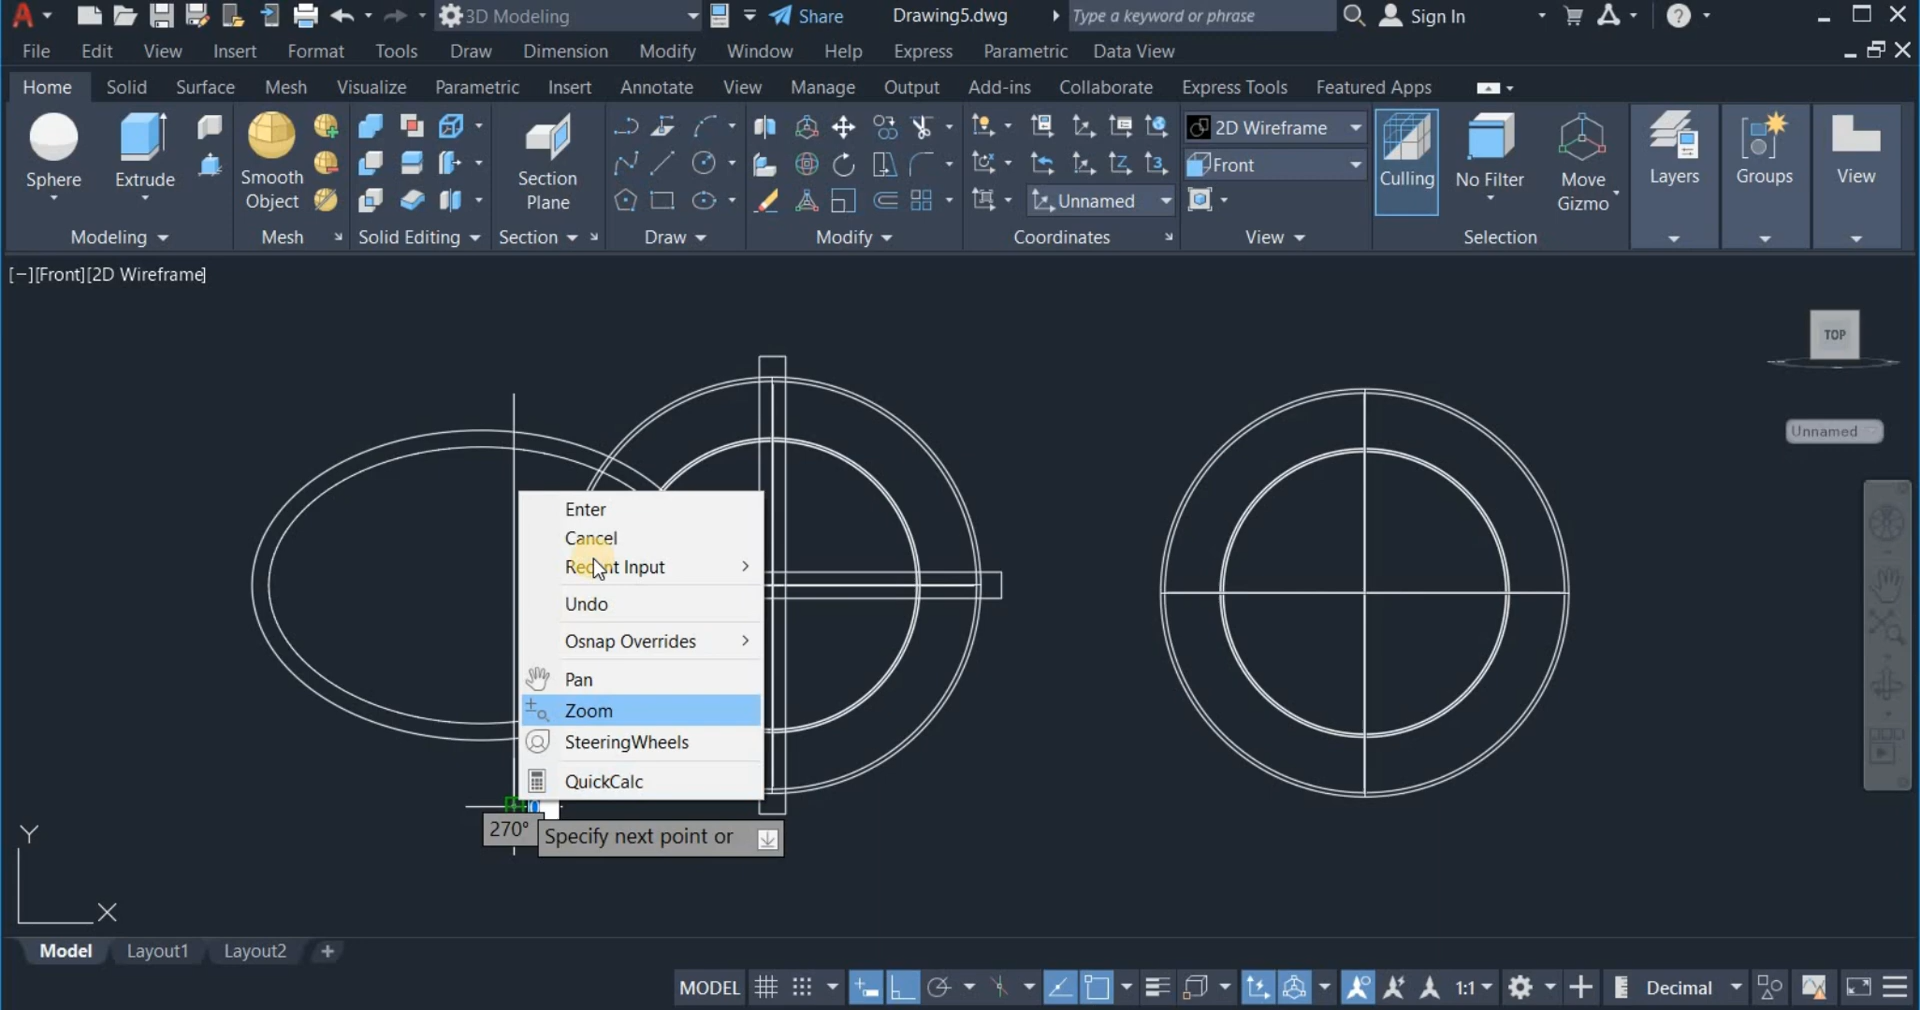 3D Modeling Share Drawing5.dwg Type a keyword or phrase Sign In
File Edit View Insert Format Tools Draw Dimension Modify Window Help Express Parametric Data View
Home Solid Surface Mesh Visualize Parametric Insert Annotate View Manage Output Add-ins Collaborate Express Tools Featured Apps
2D Wireframe
Front
Sphere Extrude Smooth Object Section Plane Unnamed Culling No Filter Move Gizmo Layers Groups View
Modeling Mesh Solid Editing Section Draw Modify Coordinates View Selection
[−][Front][2D Wireframe]
TOP
Unnamed
Enter
Cancel
Recent Input
Undo
Osnap Overrides
Pan
Zoom
SteeringWheels
QuickCalc
270° Specify next point or
Y
X
Model Layout1 Layout2 +
MODEL 1:1 Decimal